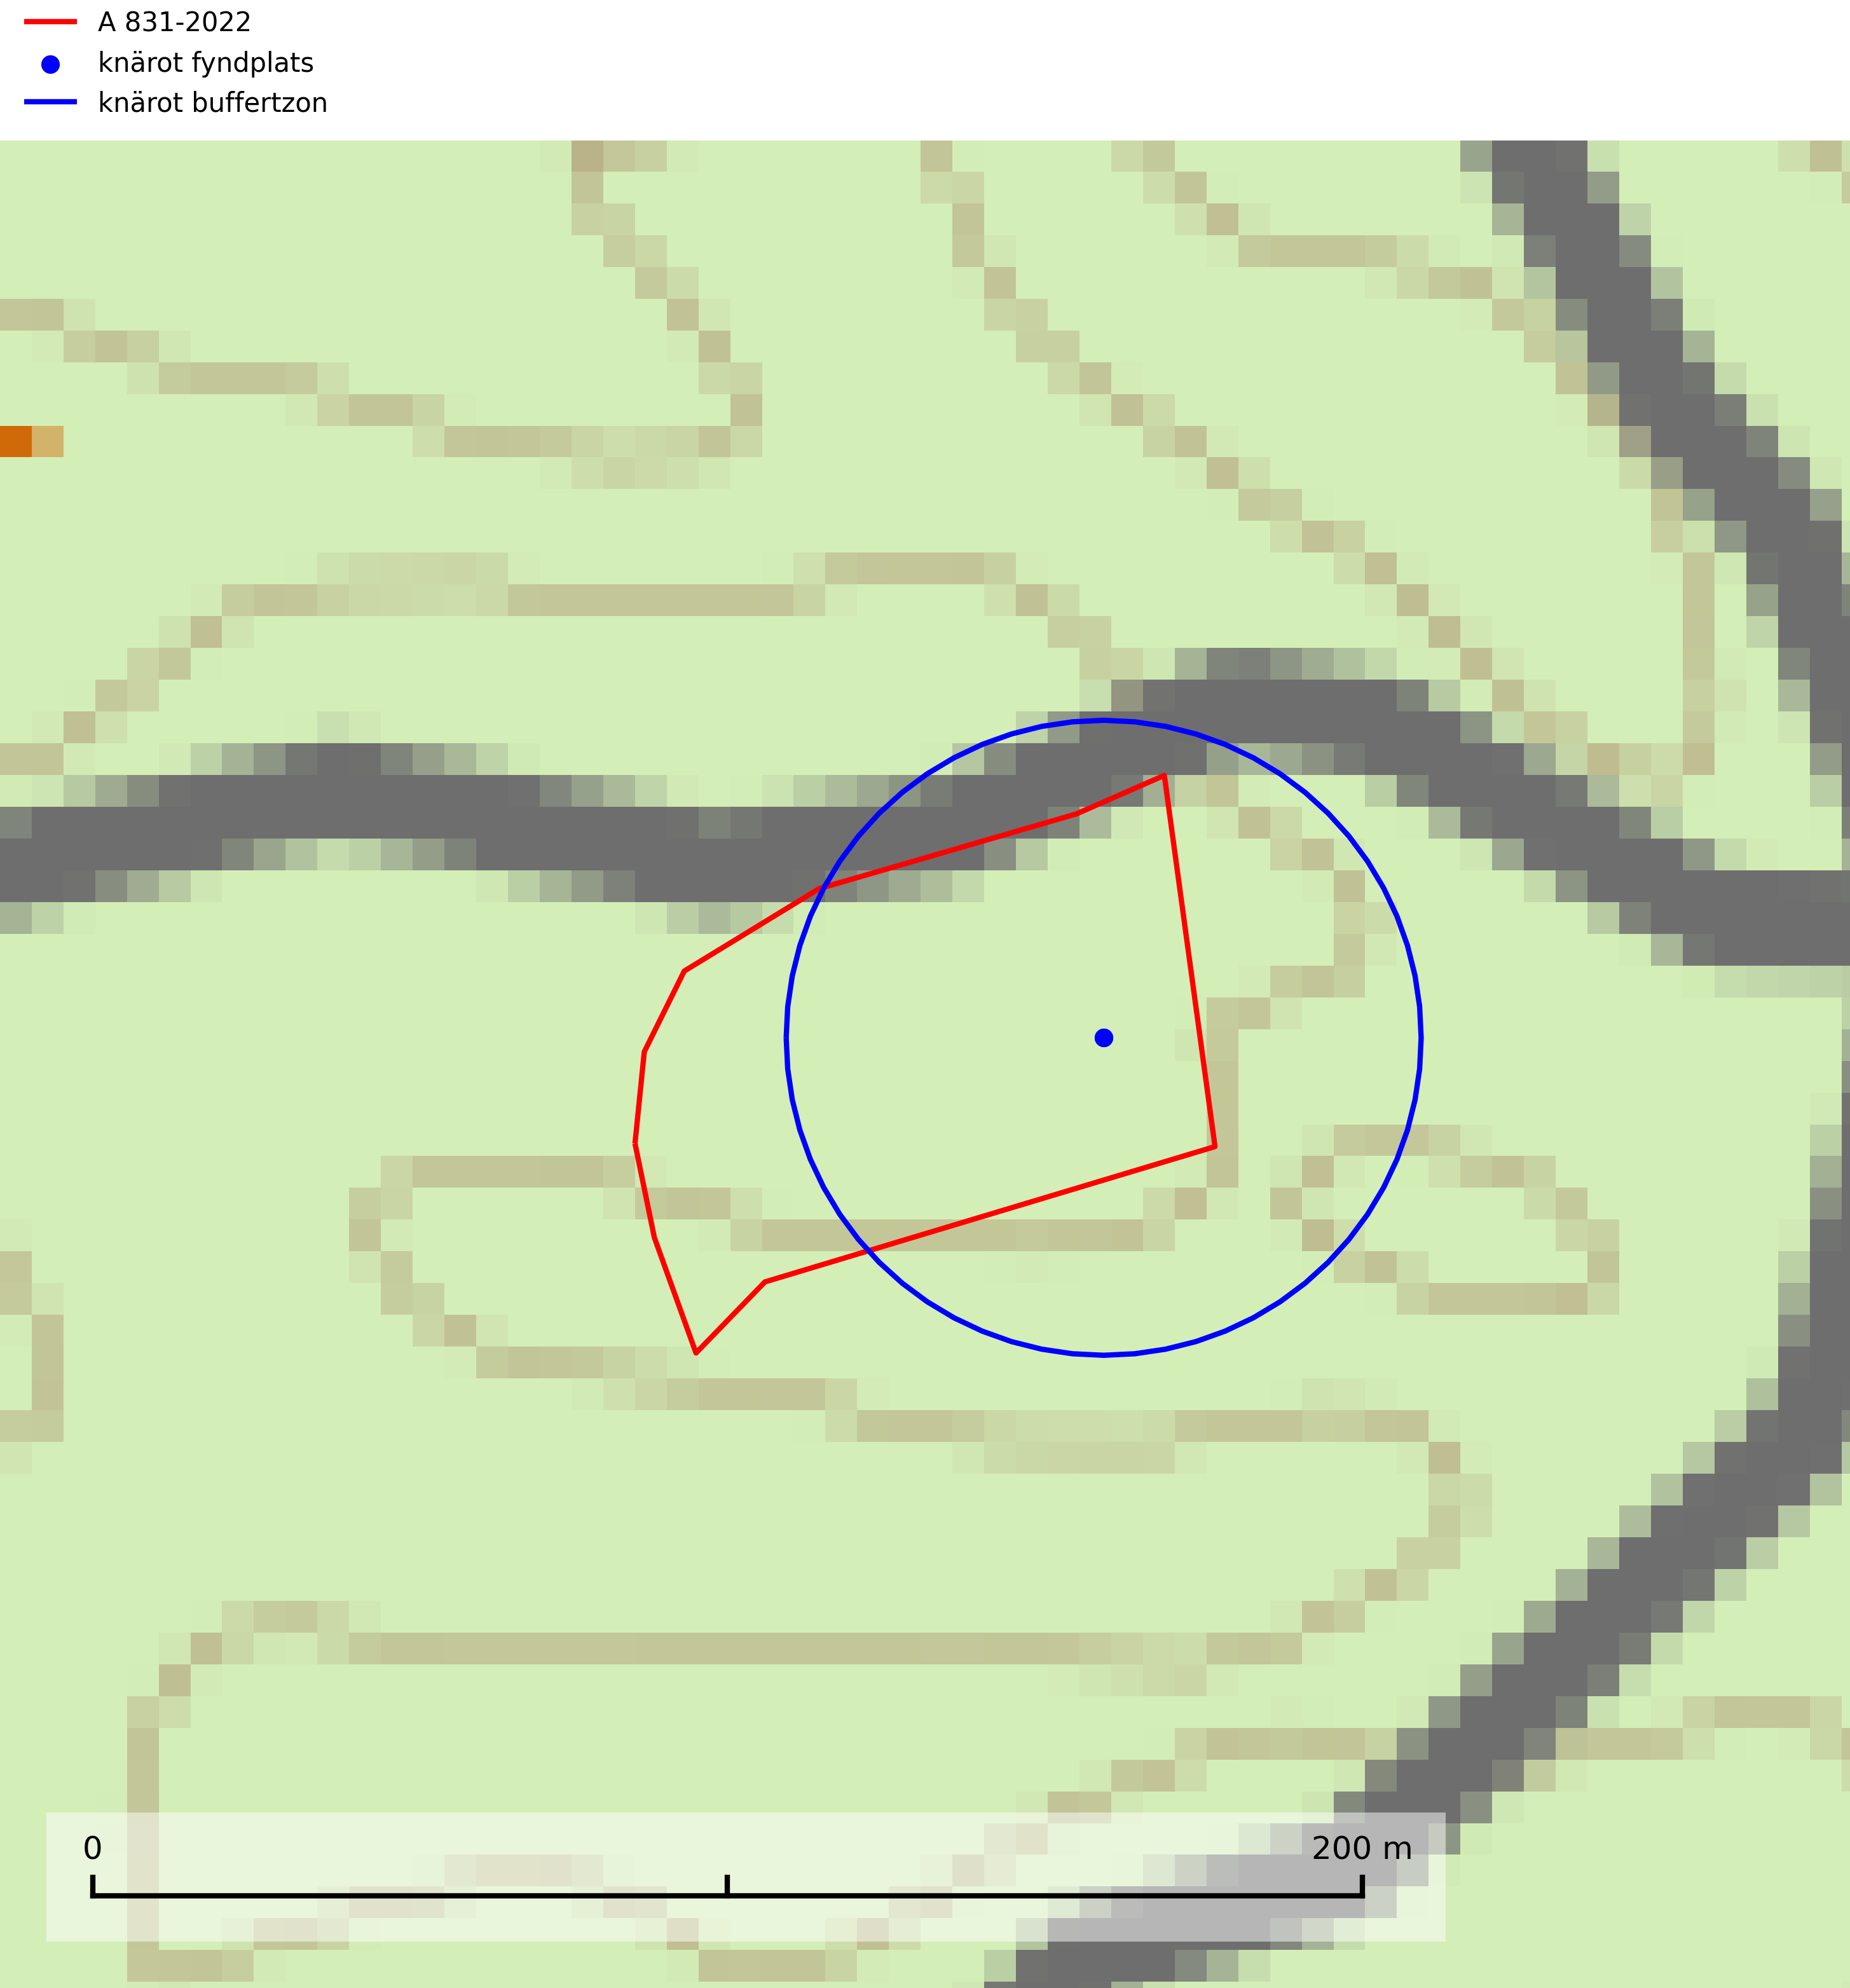 A 831-2022
knärot fyndplats
knärot buffertzon
0 200 m